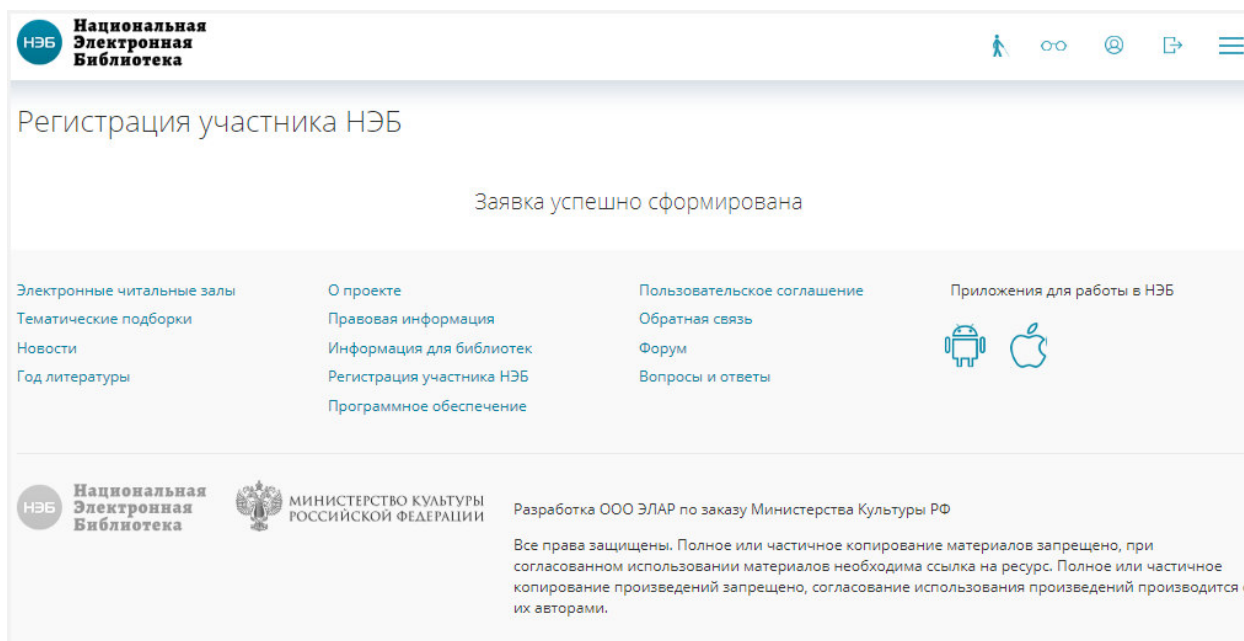 НЭБ
Национальная
Электронная
Библиотека
Регистрация участника НЭБ
Заявка успешно сформирована
Электронные читальные залы
Тематические подборки
Новости
Год литературы
О проекте
Правовая информация
Информация для библиотек
Регистрация участника НЭБ
Программное обеспечение
Пользовательское соглашение
Обратная связь
Форум
Вопросы и ответы
Приложения для работы в НЭБ
НЭБ
Национальная
Электронная
Библиотека
МИНИСТЕРСТВО КУЛЬТУРЫ
РОССИЙСКОЙ ФЕДЕРАЦИИ
Разработка ООО ЭЛАР по заказу Министерства Культуры РФ
Все права защищены. Полное или частичное копирование материалов запрещено, при
согласованном использовании материалов необходима ссылка на ресурс. Полное или частичное
копирование произведений запрещено, согласование использования произведений производится
их авторами.